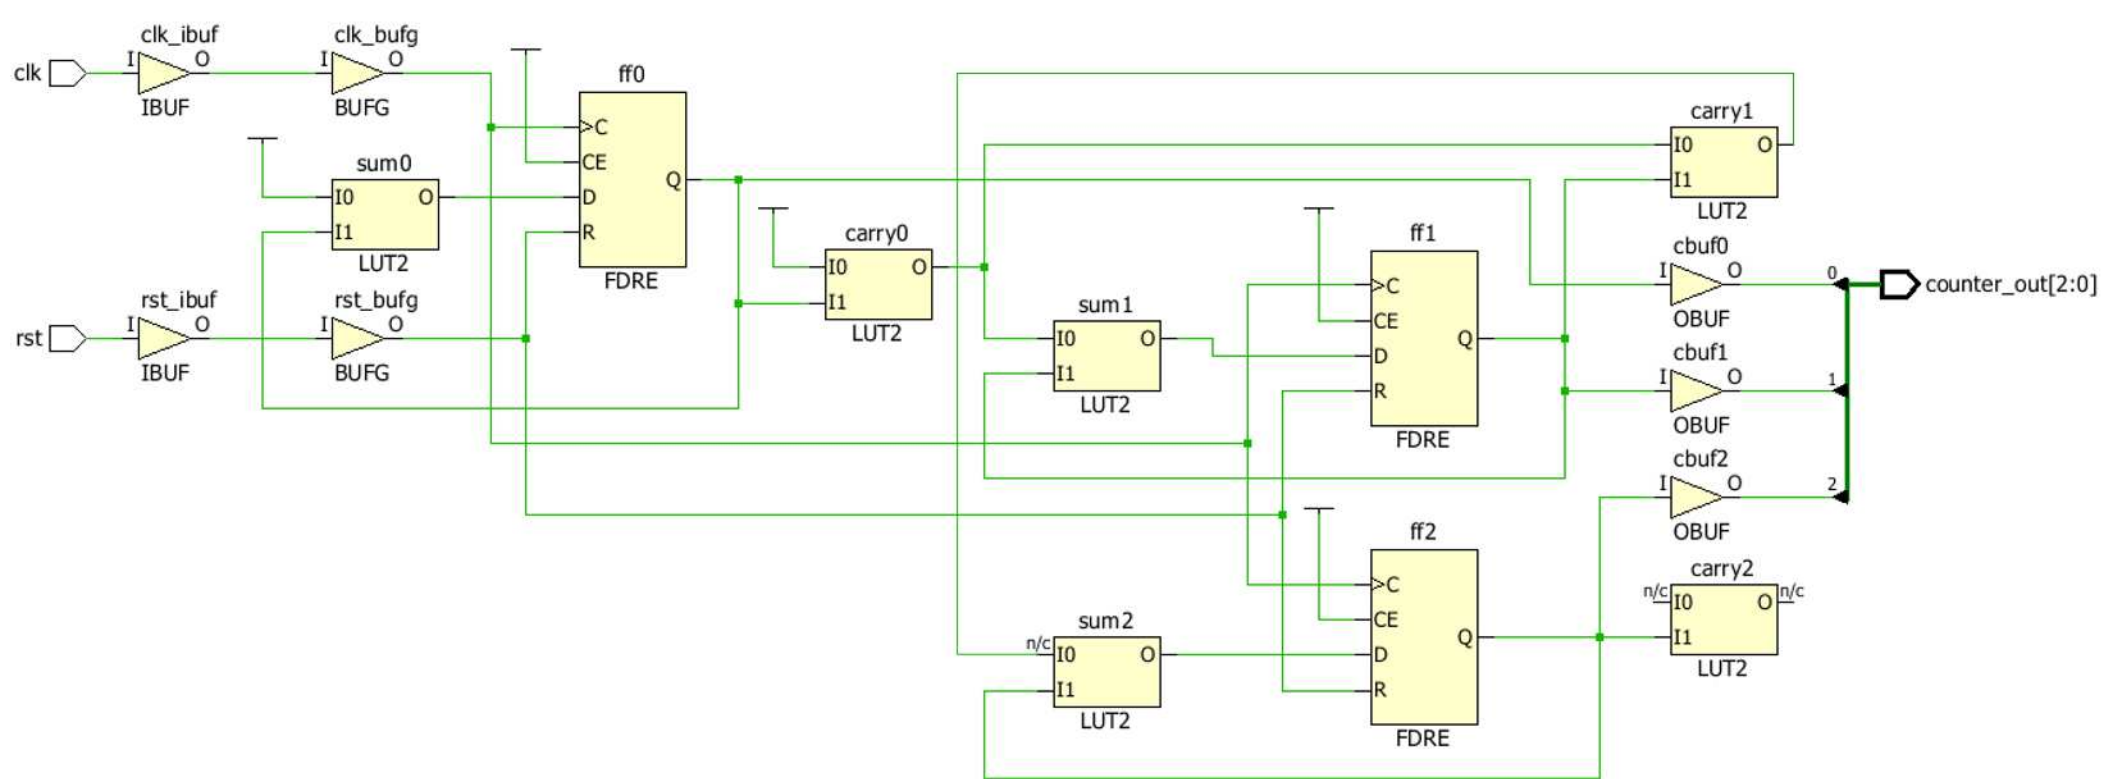 clk
clk_ibuf
I
O
IBUF
clk_bufg
I
O
BUFG
sum0
I0
I1
O
LUT2
rst
rst_ibuf
I
O
IBUF
rst_bufg
I
O
BUFG
ff0
C
CE
D
R
Q
FDRE
carry0
I0
I1
O
LUT2
sum1
I0
I1
O
LUT2
ff1
C
CE
D
R
Q
FDRE
sum2
n/c
I0
I1
O
LUT2
ff2
C
CE
D
R
Q
FDRE
carry1
I0
I1
O
LUT2
cbuf0
I
O
OBUF
0
cbuf1
I
O
OBUF
1
cbuf2
I
O
OBUF
2
carry2
n/c
I0
I1
O
n/c
LUT2
counter_out[2:0]